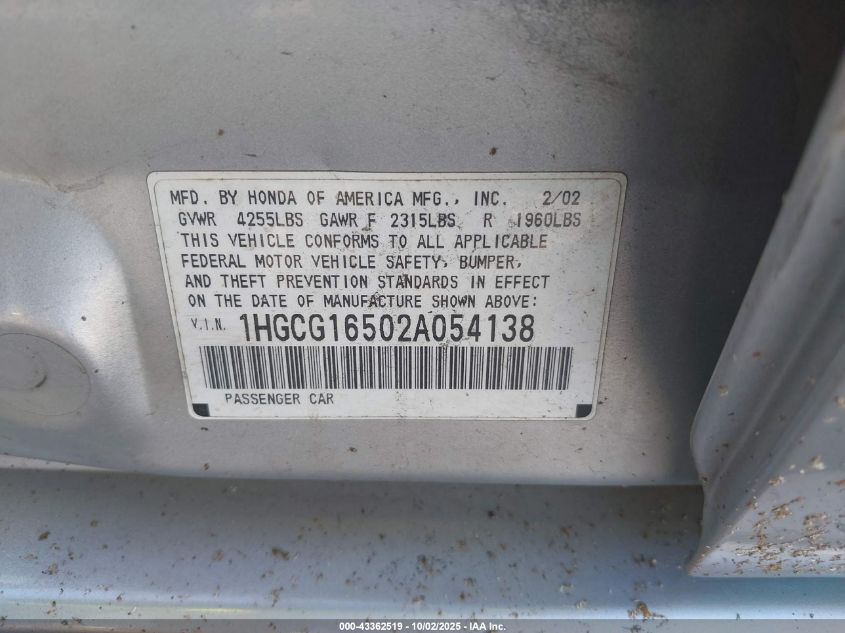 MFD. BY HONDA OF AMERICA MFG., INC. 2/02
GVWR 4255LBS GAWR F 2315LBS R 1960LBS
THIS VEHICLE CONFORMS TO ALL APPLICABLE
FEDERAL MOTOR VEHICLE SAFETY, BUMPER,
AND THEFT PREVENTION STANDARDS IN EFFECT
ON THE DATE OF MANUFACTURE SHOWN ABOVE:
V.I.N. 1HGCG16502A054138
PASSENGER CAR
000-43362519 - 10/02/2025 - IAA Inc.